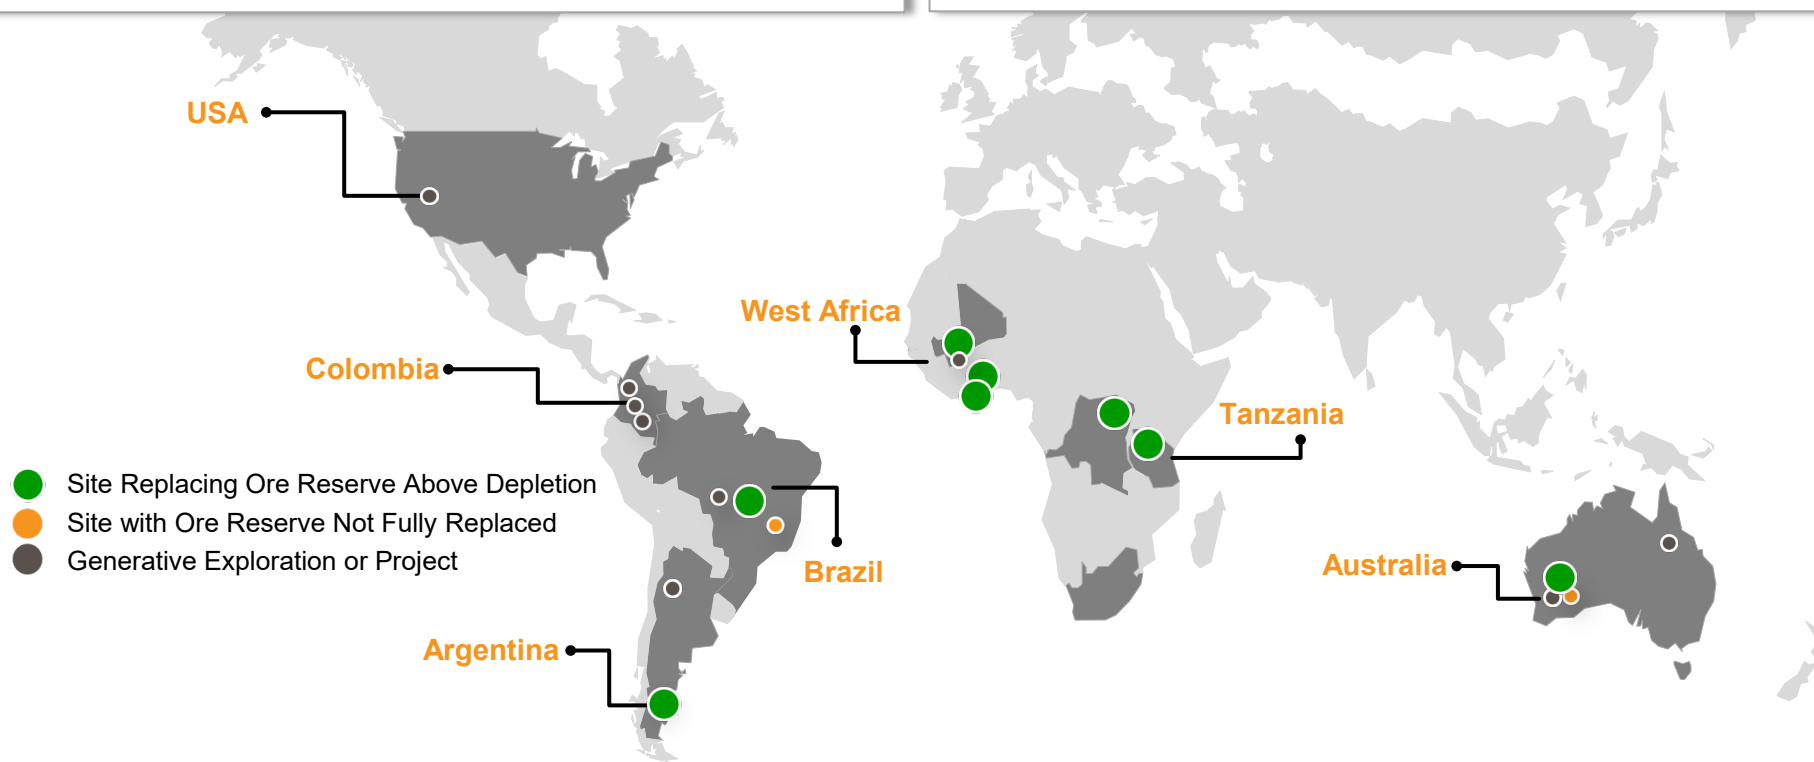 USA
West Africa
Colombia
Tanzania
Site Replacing Ore Reserve Above Depletion
Site with Ore Reserve Not Fully Replaced
Generative Exploration or Project
Brazil
Australia
Argentina